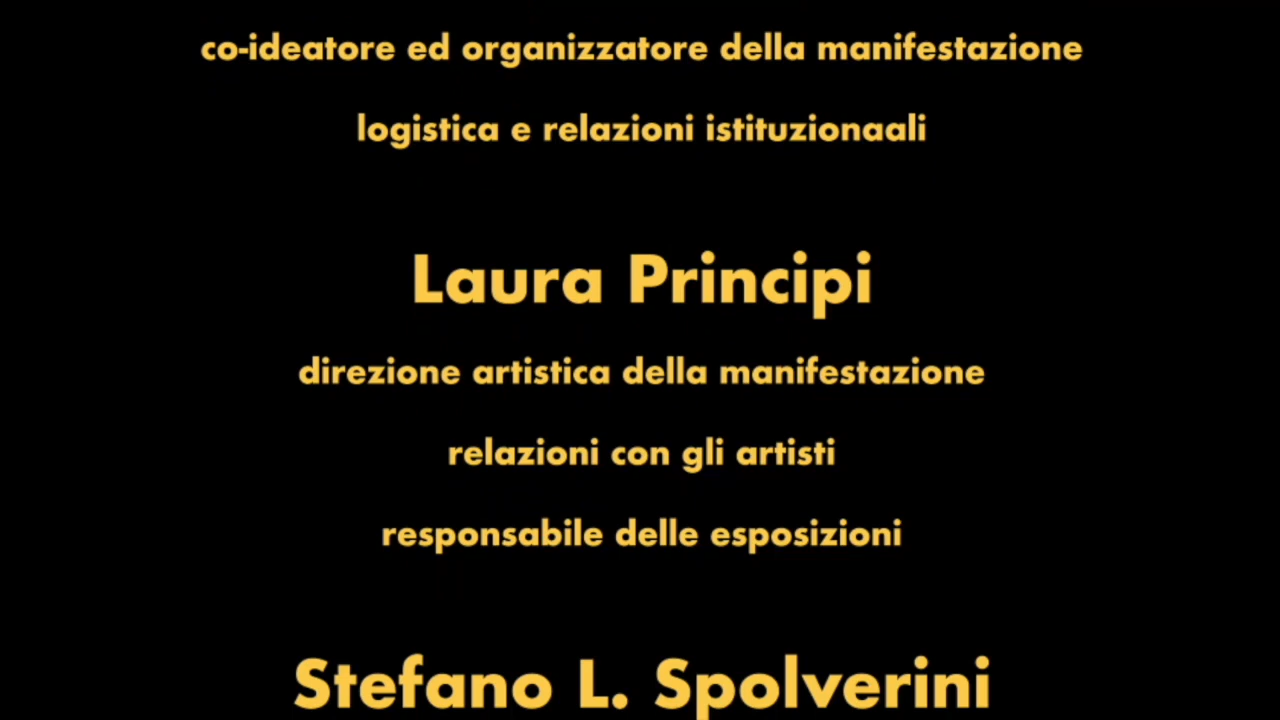 co-ideatore ed organizzatore della manifestazione
logistica e relazioni istituzionaali
Laura Principi
direzione artistica della manifestazione
relazioni con gli artisti
responsabile delle esposizioni
Stefano L. Spolverini